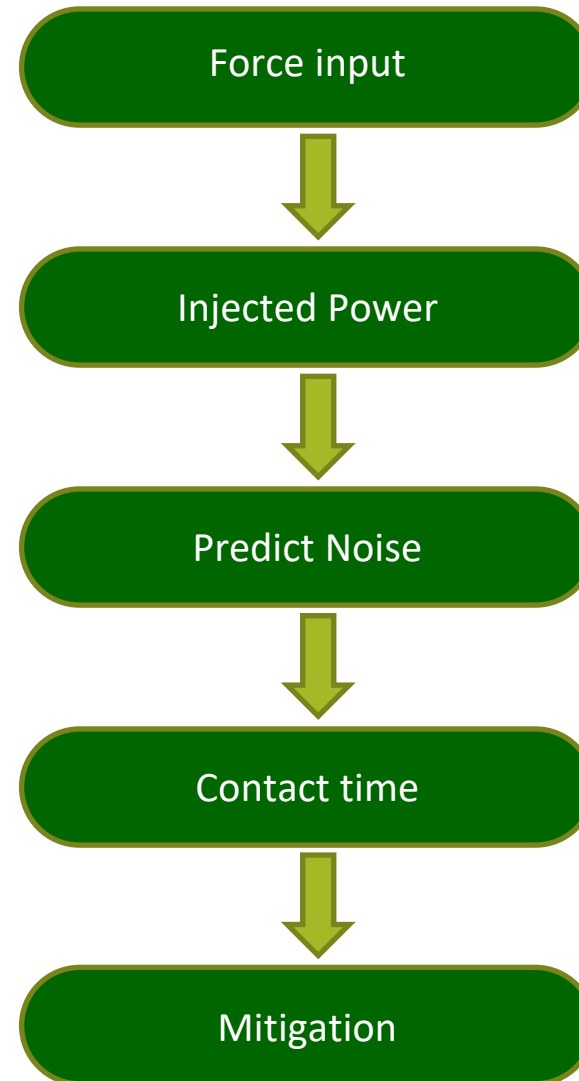 Force input
Injected Power
Predict Noise
Contact time
Mitigation